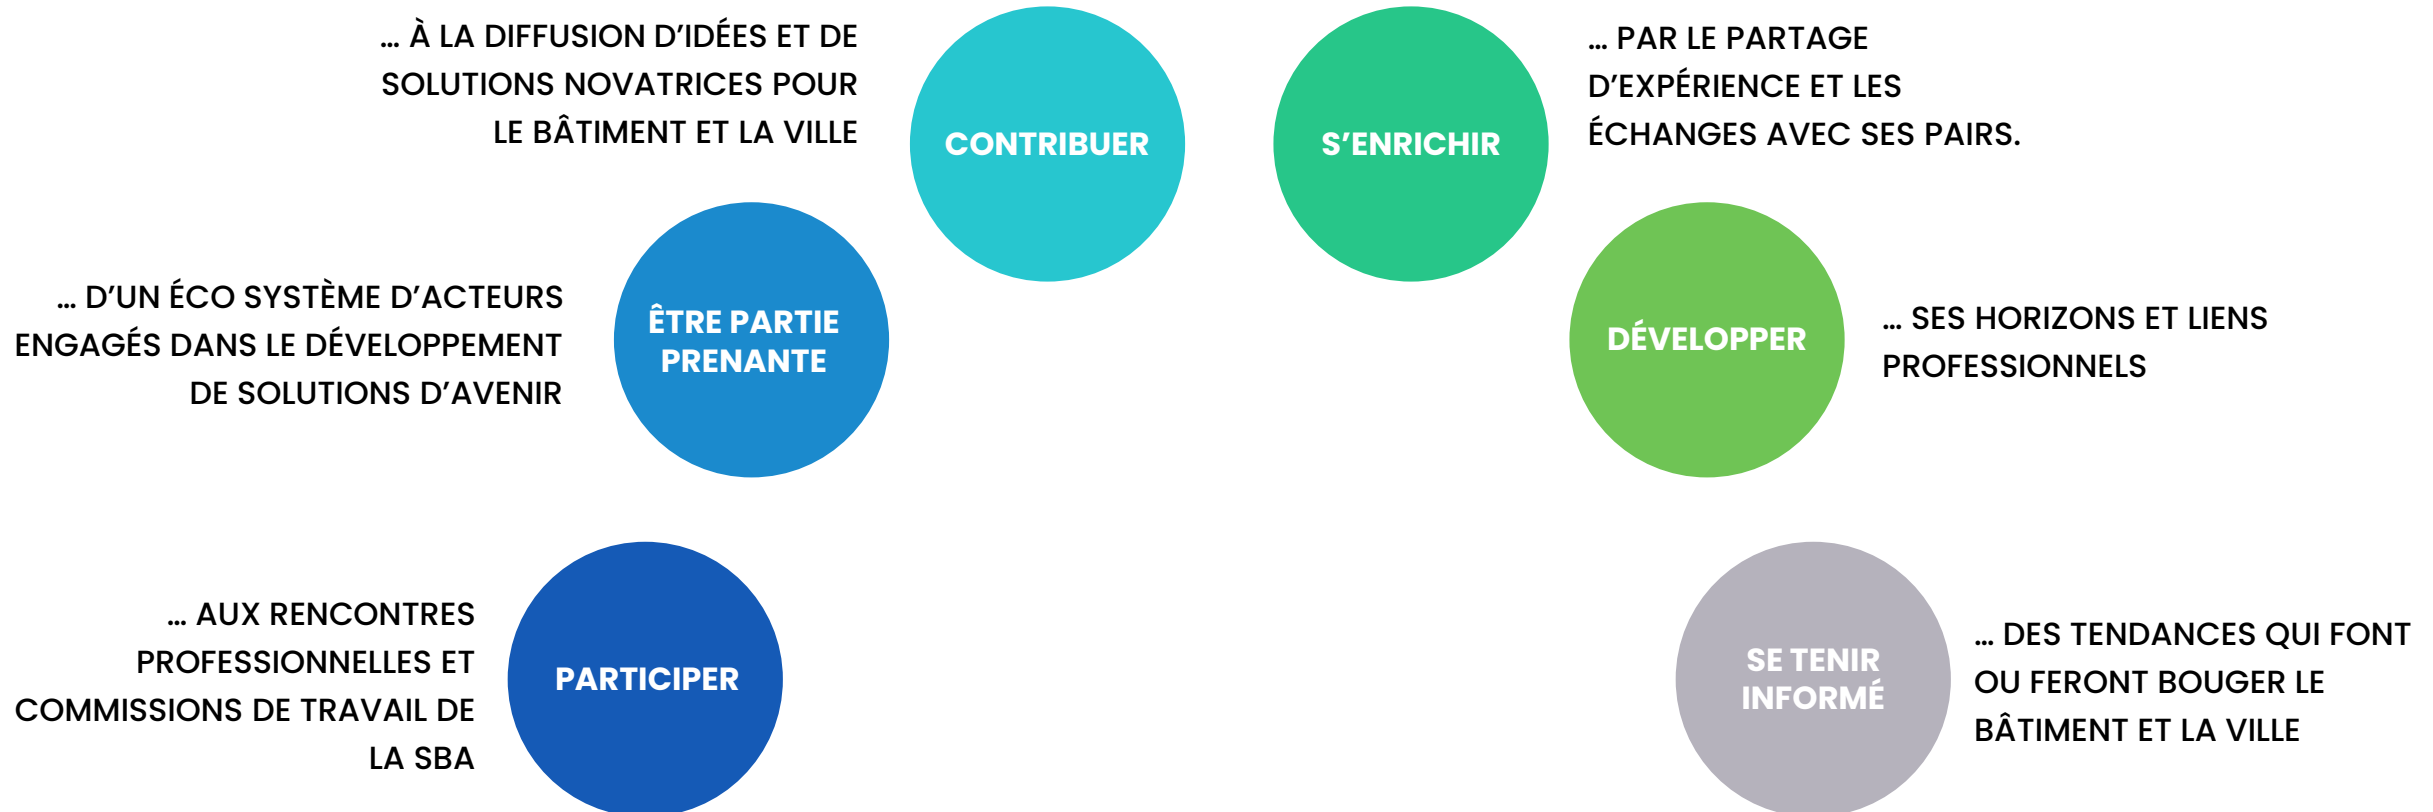 … À LA DIFFUSION D’IDÉES ET DE
SOLUTIONS NOVATRICES POUR
LE BÂTIMENT ET LA VILLE
CONTRIBUER
S’ENRICHIR
… PAR LE PARTAGE
D’EXPÉRIENCE ET LES
ÉCHANGES AVEC SES PAIRS.
… D’UN ÉCO SYSTÈME D’ACTEURS
ENGAGÉS DANS LE DÉVELOPPEMENT
DE SOLUTIONS D’AVENIR
ÊTRE PARTIE
PRENANTE
DÉVELOPPER
… SES HORIZONS ET LIENS
PROFESSIONNELS
… AUX RENCONTRES
PROFESSIONNELLES ET
COMMISSIONS DE TRAVAIL DE
LA SBA
PARTICIPER
SE TENIR
INFORMÉ
… DES TENDANCES QUI FONT
OU FERONT BOUGER LE
BÂTIMENT ET LA VILLE